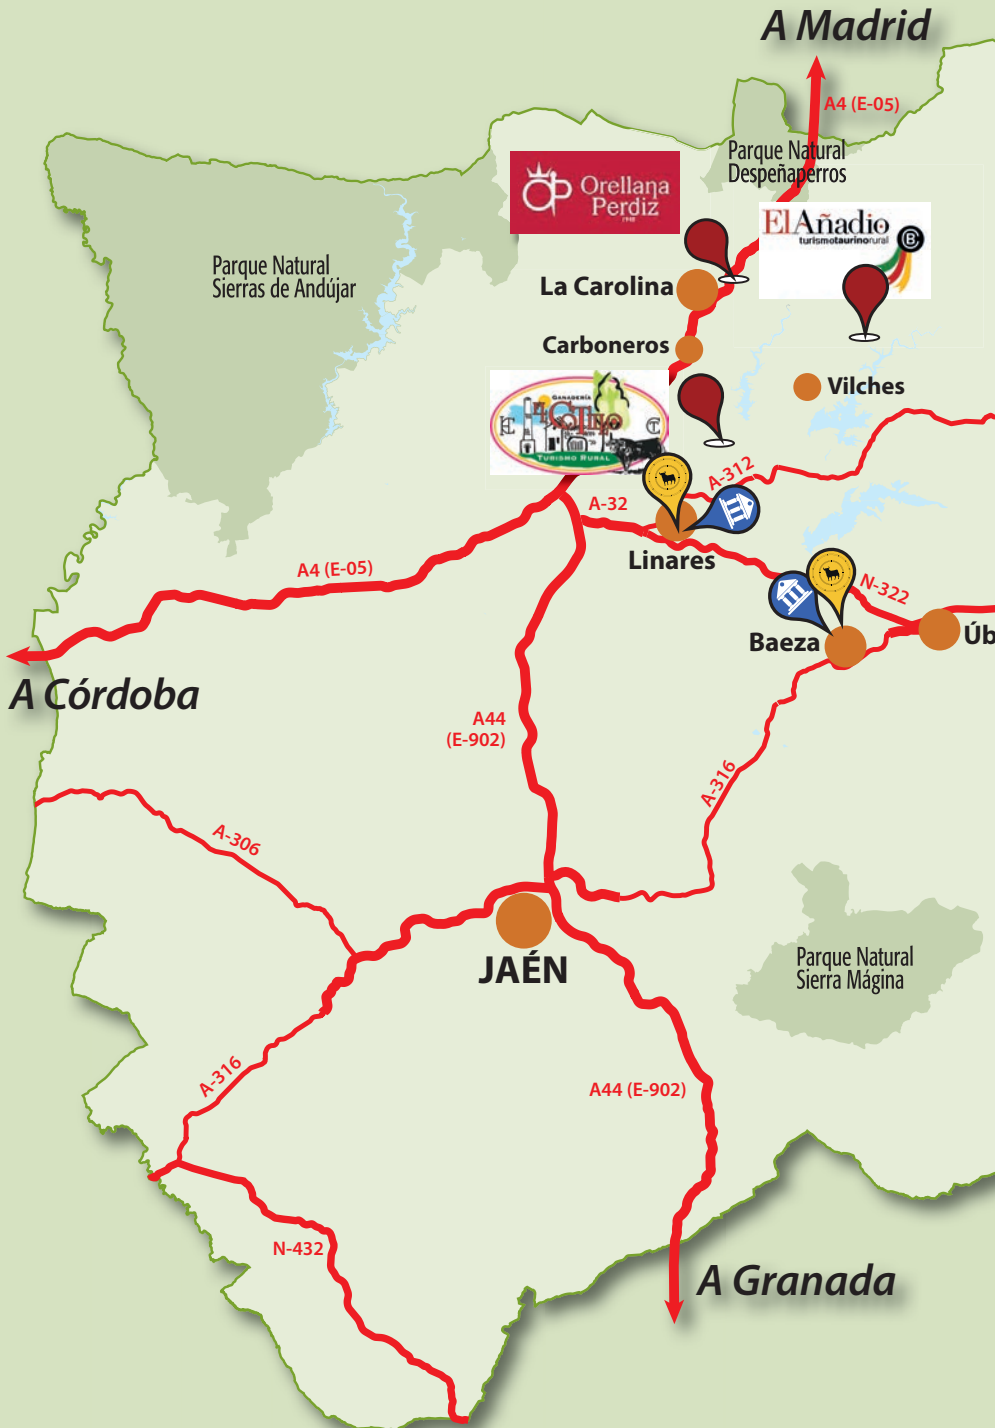 A Madrid
A4 (E-05)
Parque Natural
Despeñaperros
Orellana
Perdiz
El Añadio
turismotaurinorural
B
Parque Natural
Sierras de Andújar
La Carolina
Carboneros
Vilches
GANADERÍA
TURISMO RURAL
A-312
A-32
Linares
A4 (E-05)
N-322
Baeza
Úb
A Córdoba
A44
(E-902)
A-316
A-306
JAÉN
Parque Natural
Sierra Mágina
A-316
A44 (E-902)
N-432
A Granada